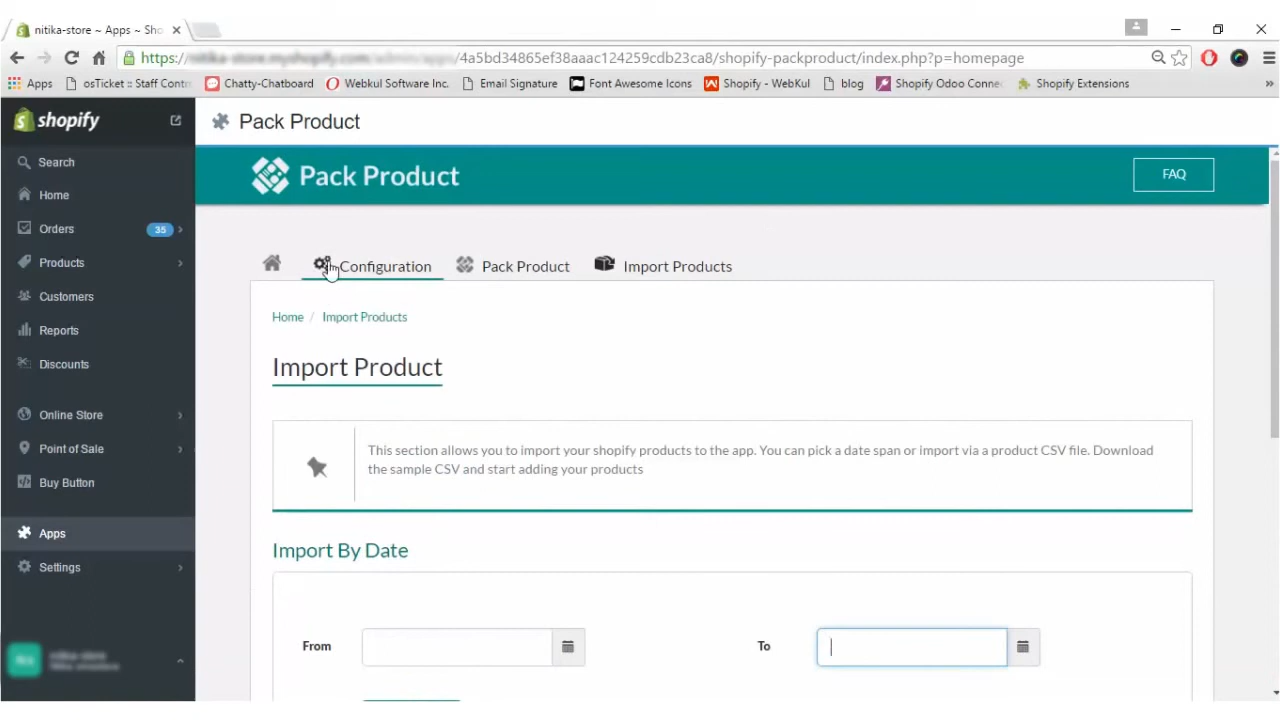 nitika-store ~ Apps ~ Sho
https://
/4a5bd34865ef38aaac124259cdb23ca8/shopify-packproduct/index.php?p=homepage
Apps osTicket :: Staff Contr Chatty-Chatboard Webkul Software Inc. Email Signature Font Awesome Icons Shopify - WebKul blog Shopify Odoo Connec Shopify Extensions
shopify
Pack Product
Search
Home
Orders 35
Products
Customers
Reports
Discounts
Online Store
Point of Sale
Buy Button
Apps
Settings
Pack Product
FAQ
Configuration Pack Product Import Products
Home / Import Products
Import Product
This section allows you to import your shopify products to the app. You can pick a date span or import via a product CSV file. Download
the sample CSV and start adding your products
Import By Date
From To